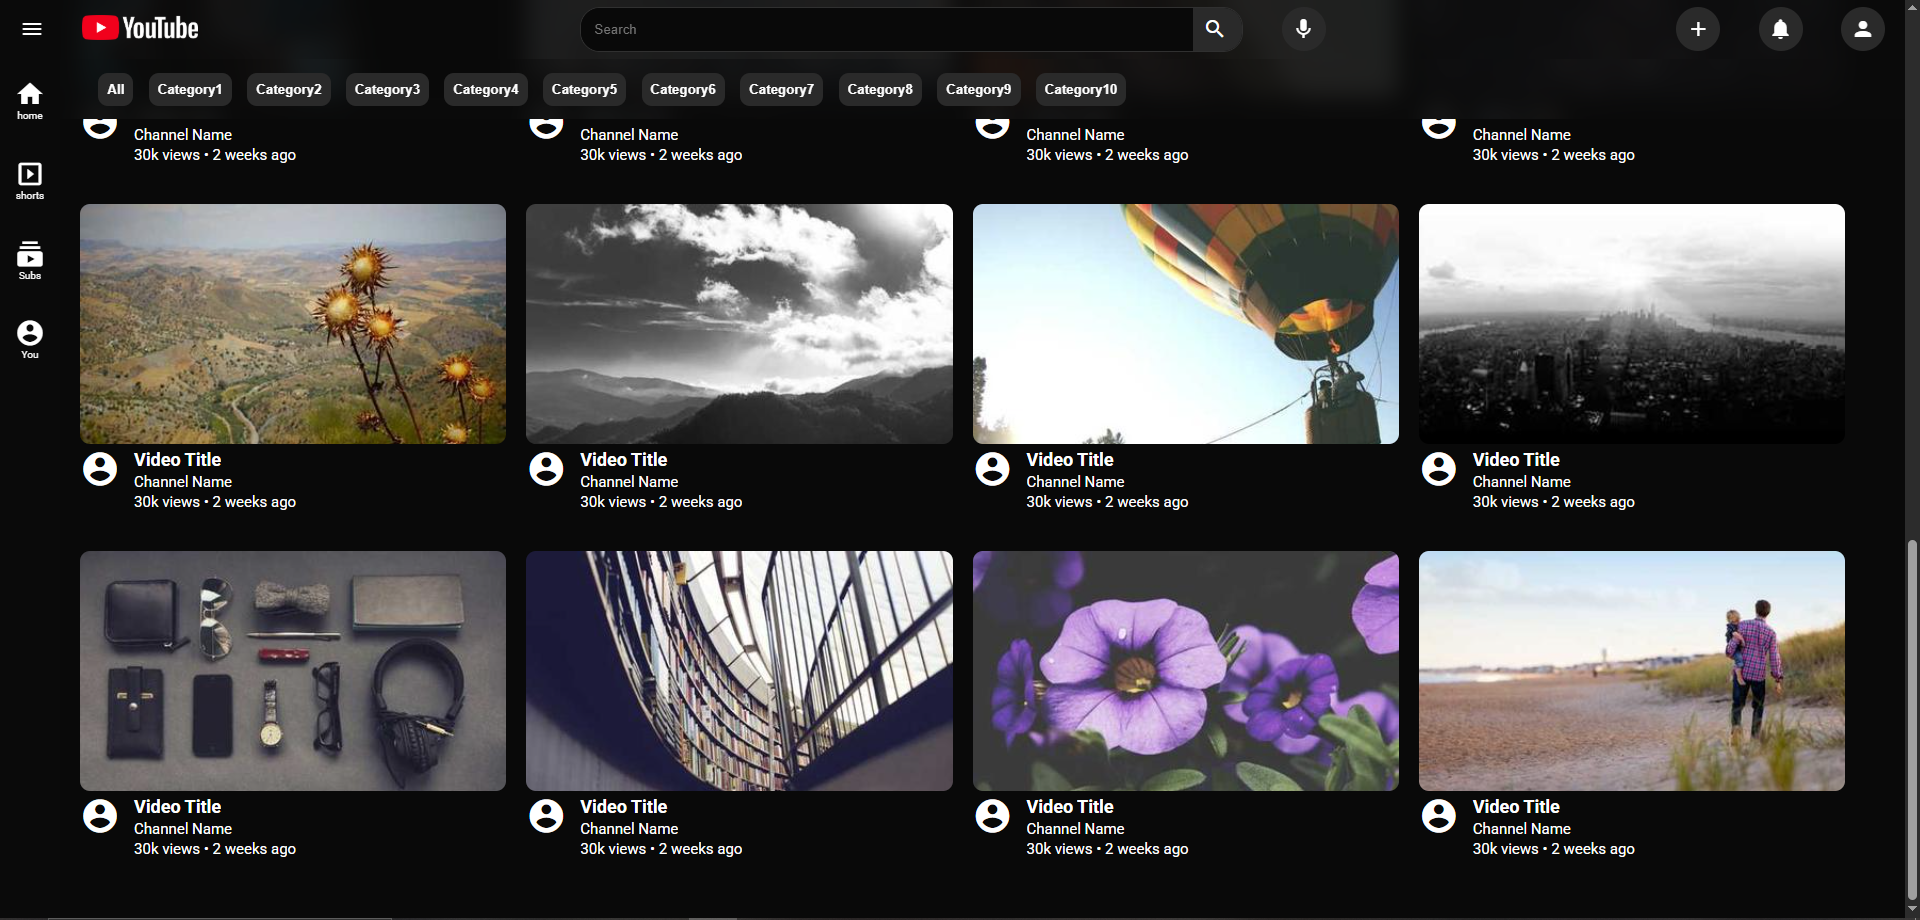 YouTube
Search
All Category1 Category2 Category3 Category4 Category5 Category6 Category7 Category8 Category9 Category10
home
shorts
Subs
You
Channel Name
30k views • 2 weeks ago
Channel Name
30k views • 2 weeks ago
Channel Name
30k views • 2 weeks ago
Channel Name
30k views • 2 weeks ago
Video Title
Channel Name
30k views • 2 weeks ago
Video Title
Channel Name
30k views • 2 weeks ago
Video Title
Channel Name
30k views • 2 weeks ago
Video Title
Channel Name
30k views • 2 weeks ago
Video Title
Channel Name
30k views • 2 weeks ago
Video Title
Channel Name
30k views • 2 weeks ago
Video Title
Channel Name
30k views • 2 weeks ago
Video Title
Channel Name
30k views • 2 weeks ago